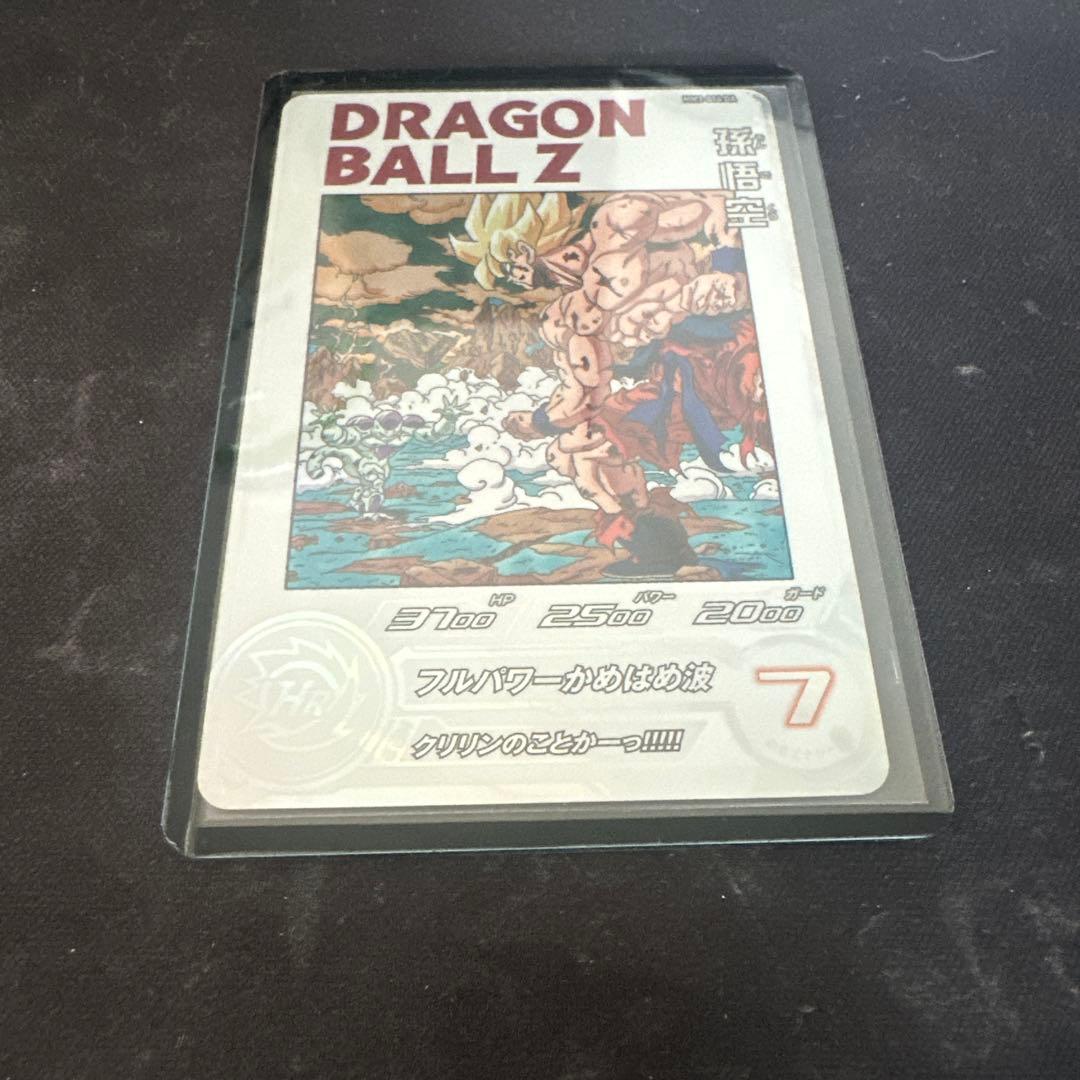 DRAGON
BALL Z
孫悟空
HP
3700
パワー
2500
ガード
2000
フルパワーかめはめ波
7
クリリンのことかーっ!!!!!
HR